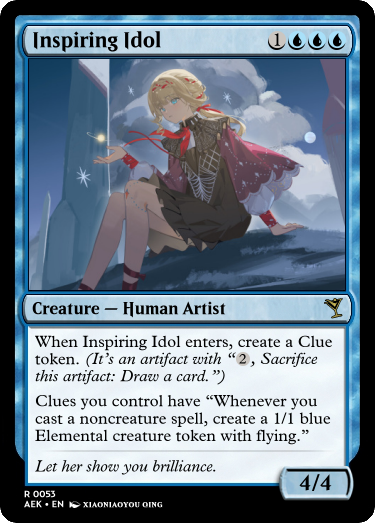 Inspiring Idol 1
Creature — Human Artist
When Inspiring Idol enters, create a Clue
token. (It's an artifact with “2, Sacrifice
this artifact: Draw a card.”)
Clues you control have “Whenever you
cast a noncreature spell, create a 1/1 blue
Elemental creature token with flying.”
Let her show you brilliance.
4/4
R 0053
AEK • EN XIAONIAOYOU QING